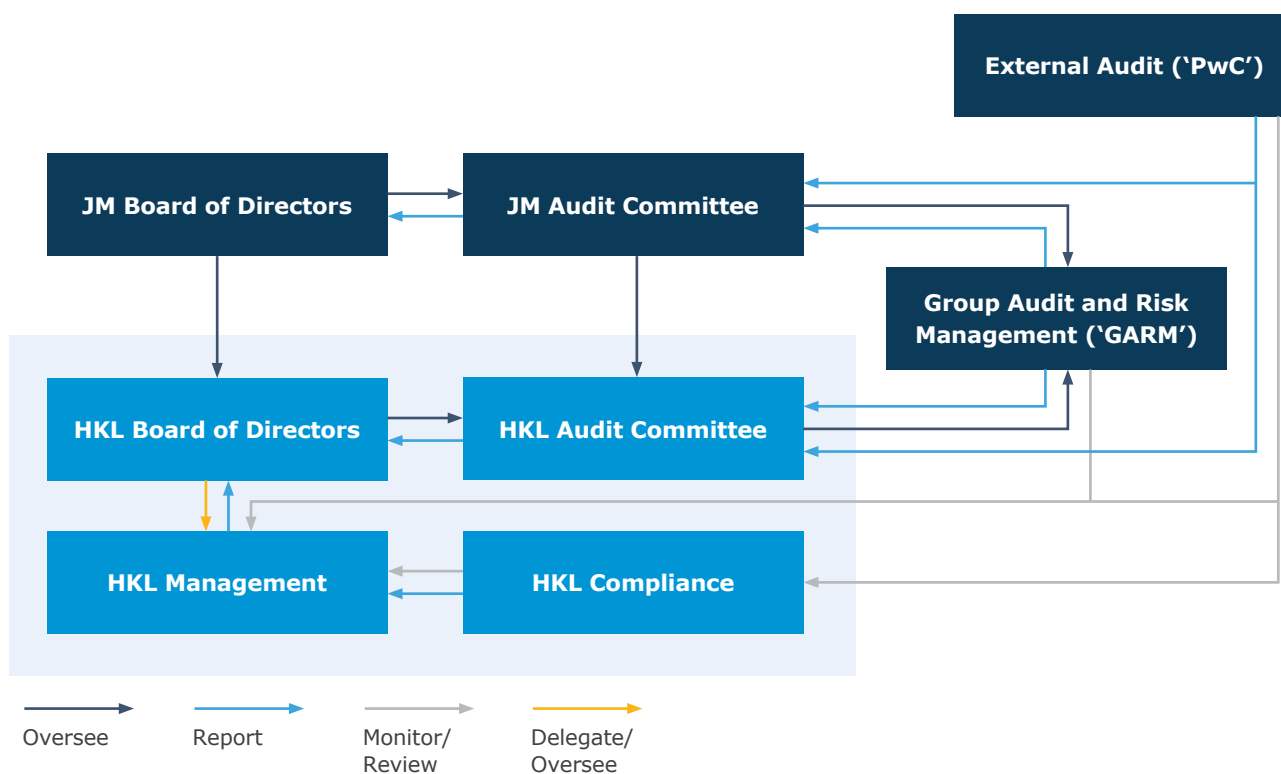 External Audit (‘PwC’)
JM Board of Directors
JM Audit Committee
Group Audit and Risk
Management (‘GARM’)
HKL Board of Directors
HKL Audit Committee
HKL Management
HKL Compliance
Oversee
Report
Monitor/
Review
Delegate/
Oversee